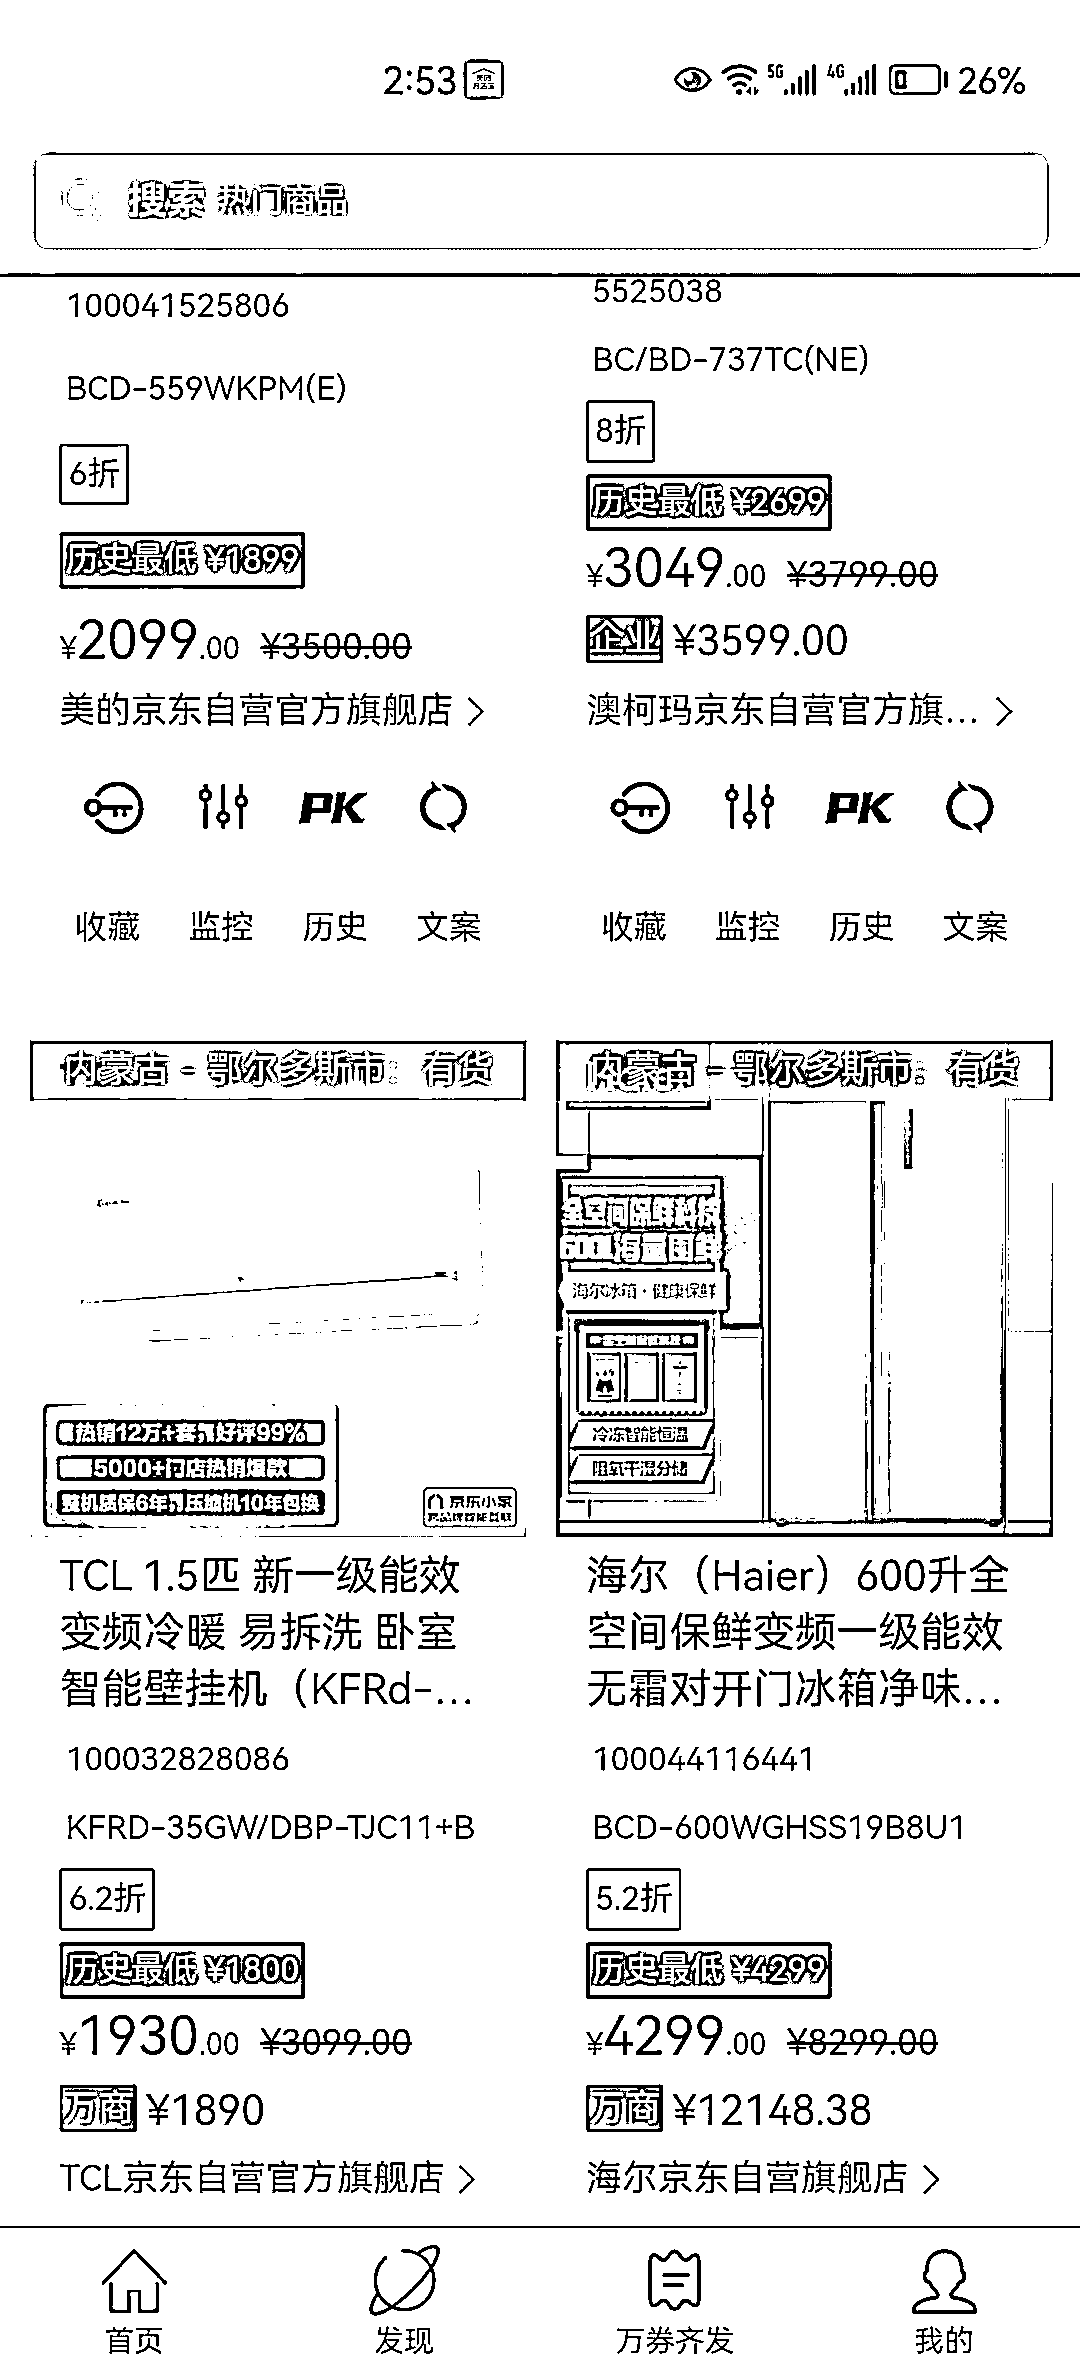 2:53
5G
4G
26%
搜索 热门商品
100041525806
BCD-559WKPM(E)
6折
历史最低 ¥1899
¥2099.00 ¥3500.00
美的京东自营官方旗舰店
收藏 监控 历史 文案
5525038
BC/BD-737TC(NE)
8折
历史最低 ¥2699
¥3049.00 ¥3799.00
企业 ¥3599.00
澳柯玛京东自营官方旗...
收藏 监控 历史 文案
内蒙古 - 鄂尔多斯市： 有货
热销12万+套 好评99%
5000+门店热销爆款
整机质保6年 压缩机10年包换
京东小家
TCL 1.5匹 新一级能效
变频冷暖 易拆洗 卧室
智能壁挂机（KFRd-...
100032828086
KFRD-35GW/DBP-TJC11+B
6.2折
历史最低 ¥1800
¥1930.00 ¥3099.00
万商 ¥1890
TCL京东自营官方旗舰店
内蒙古 - 鄂尔多斯市： 有货
全空间保鲜科技
600L海量囤鲜
海尔冰箱·健康保鲜
冷冻智能恒温
阻氧干湿分储
海尔（Haier）600升全
空间保鲜变频一级能效
无霜对开门冰箱净味...
100044116441
BCD-600WGHSS19B8U1
5.2折
历史最低 ¥4299
¥4299.00 ¥8299.00
万商 ¥12148.38
海尔京东自营旗舰店
首页 发现 万券齐发 我的